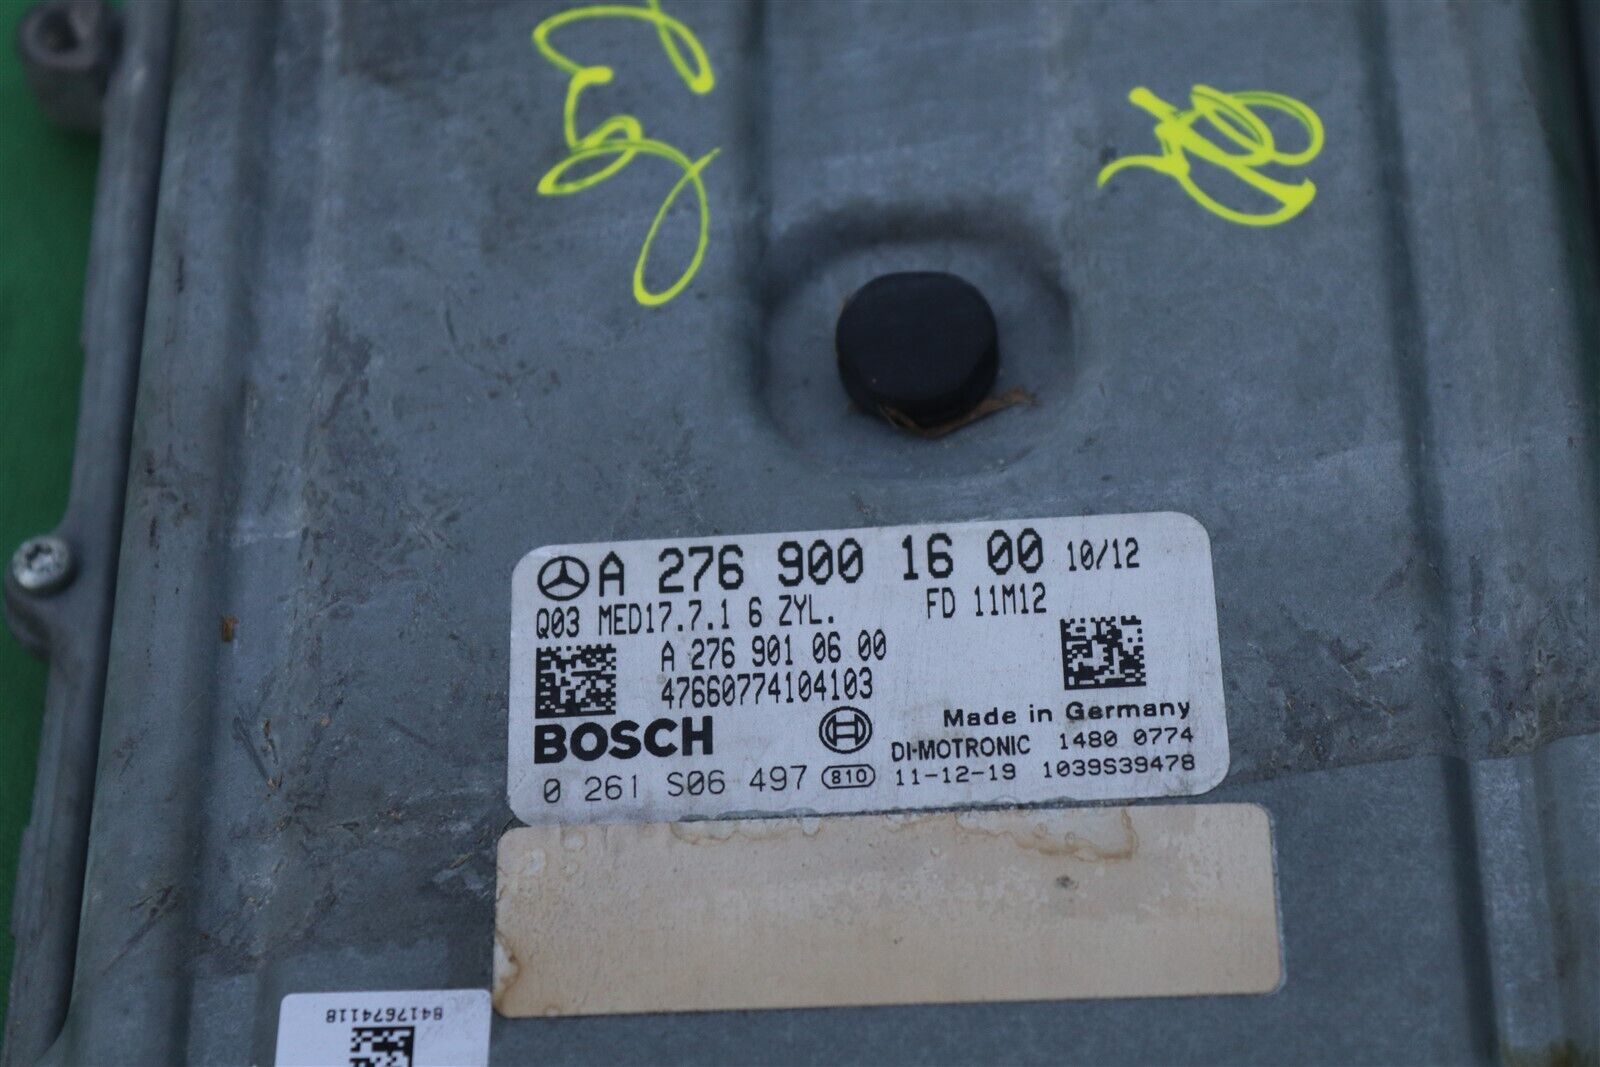 A 276 900 16 00 10/12
Q03 MED17.7.1 6 ZYL. FD 11M12
A 276 901 06 00
47660774104103
BOSCH
Made in Germany
DI-MOTRONIC 1480 0774
0 261 S06 497 810 11-12-19 1039S39478
8417674118